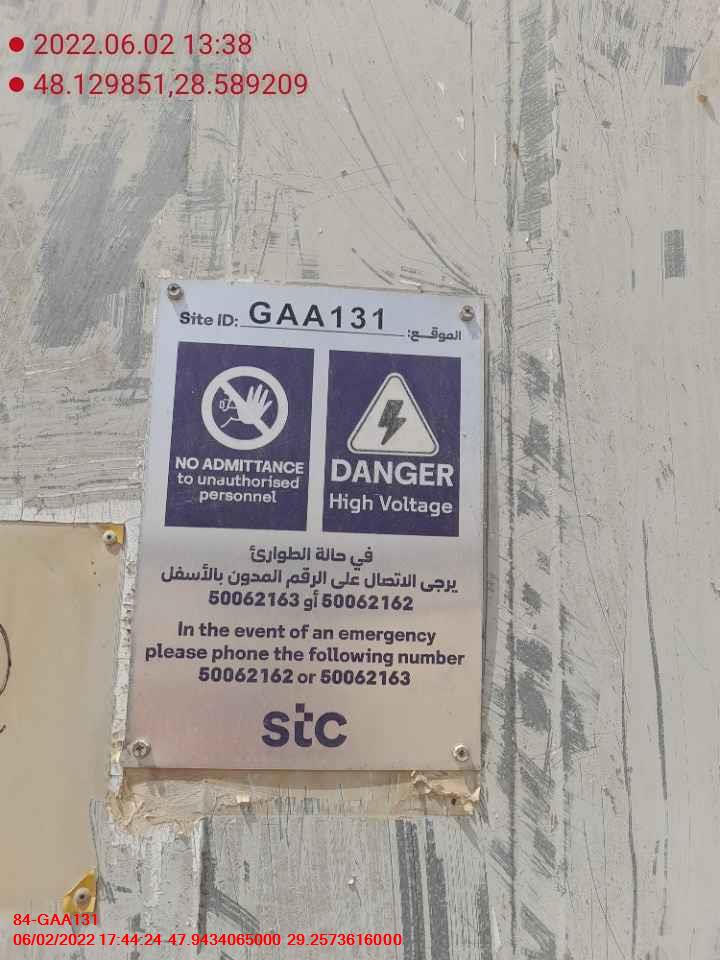 2022.06.02 13:38
48.129851,28.589209
Site ID: GAA131 الموقـــع:
NO ADMITTANCE
to unauthorised
personnel
DANGER
High Voltage
في حالة الطوارئ
يرجى الاتصال على الرقم المدون بالأسفل
50062162 أو 50062163
In the event of an emergency
please phone the following number
50062162 or 50062163
stc
84-GAA131
06/02/2022 17:44:24-47.9434065000 29.2573616000